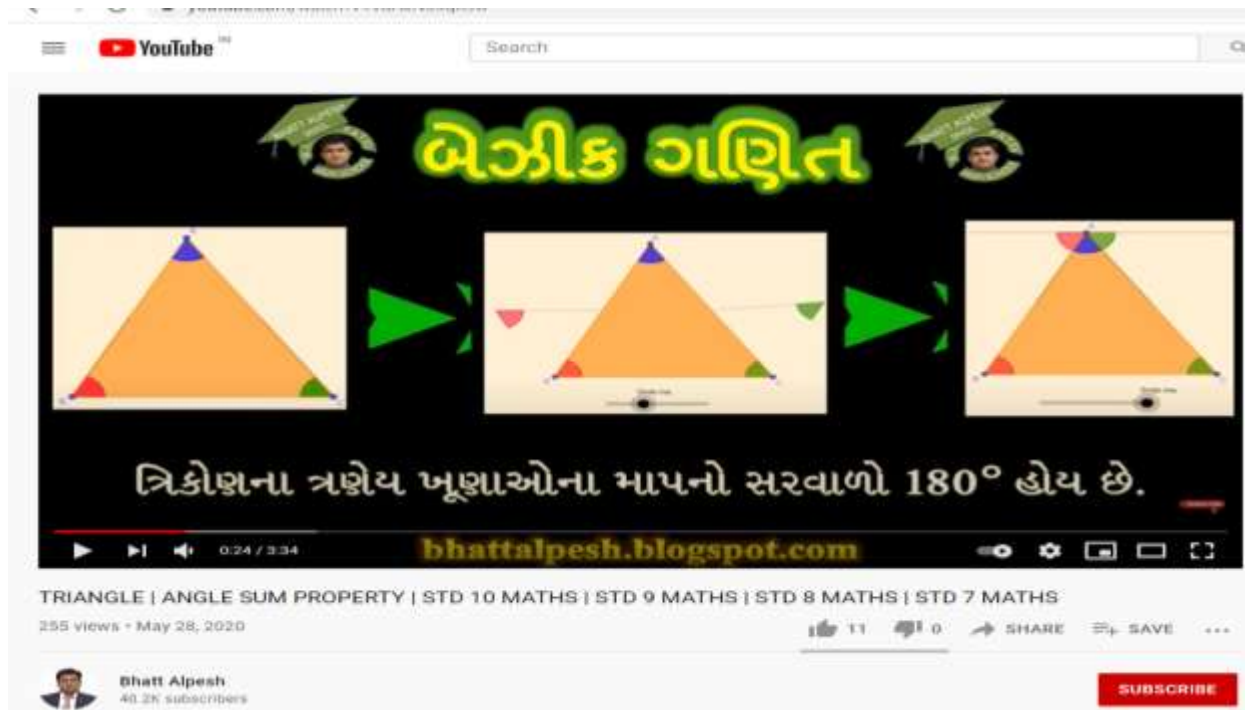 YouTube
Search
બેઝીક ગણિત
ત્રિકોણના ત્રણેય ખૂણાઓના માપનો સરવાળો 180° હોય છે.
0:24 / 3:34
bhattalpesh.blogspot.com
TRIANGLE | ANGLE SUM PROPERTY | STD 10 MATHS | STD 9 MATHS | STD 8 MATHS | STD 7 MATHS
255 views • May 28, 2020
11 0 SHARE SAVE
Bhatt Alpesh
40.2K subscribers
SUBSCRIBE